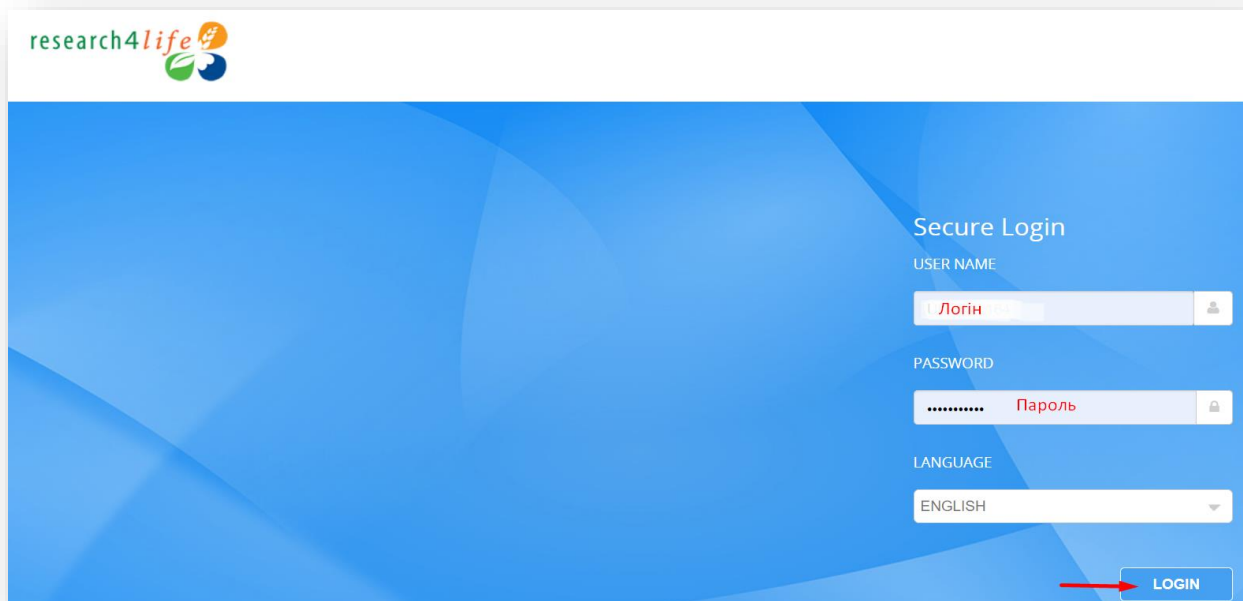 research4life
Secure Login
USER NAME
Логін
PASSWORD
••••••••••• Пароль
LANGUAGE
ENGLISH
LOGIN